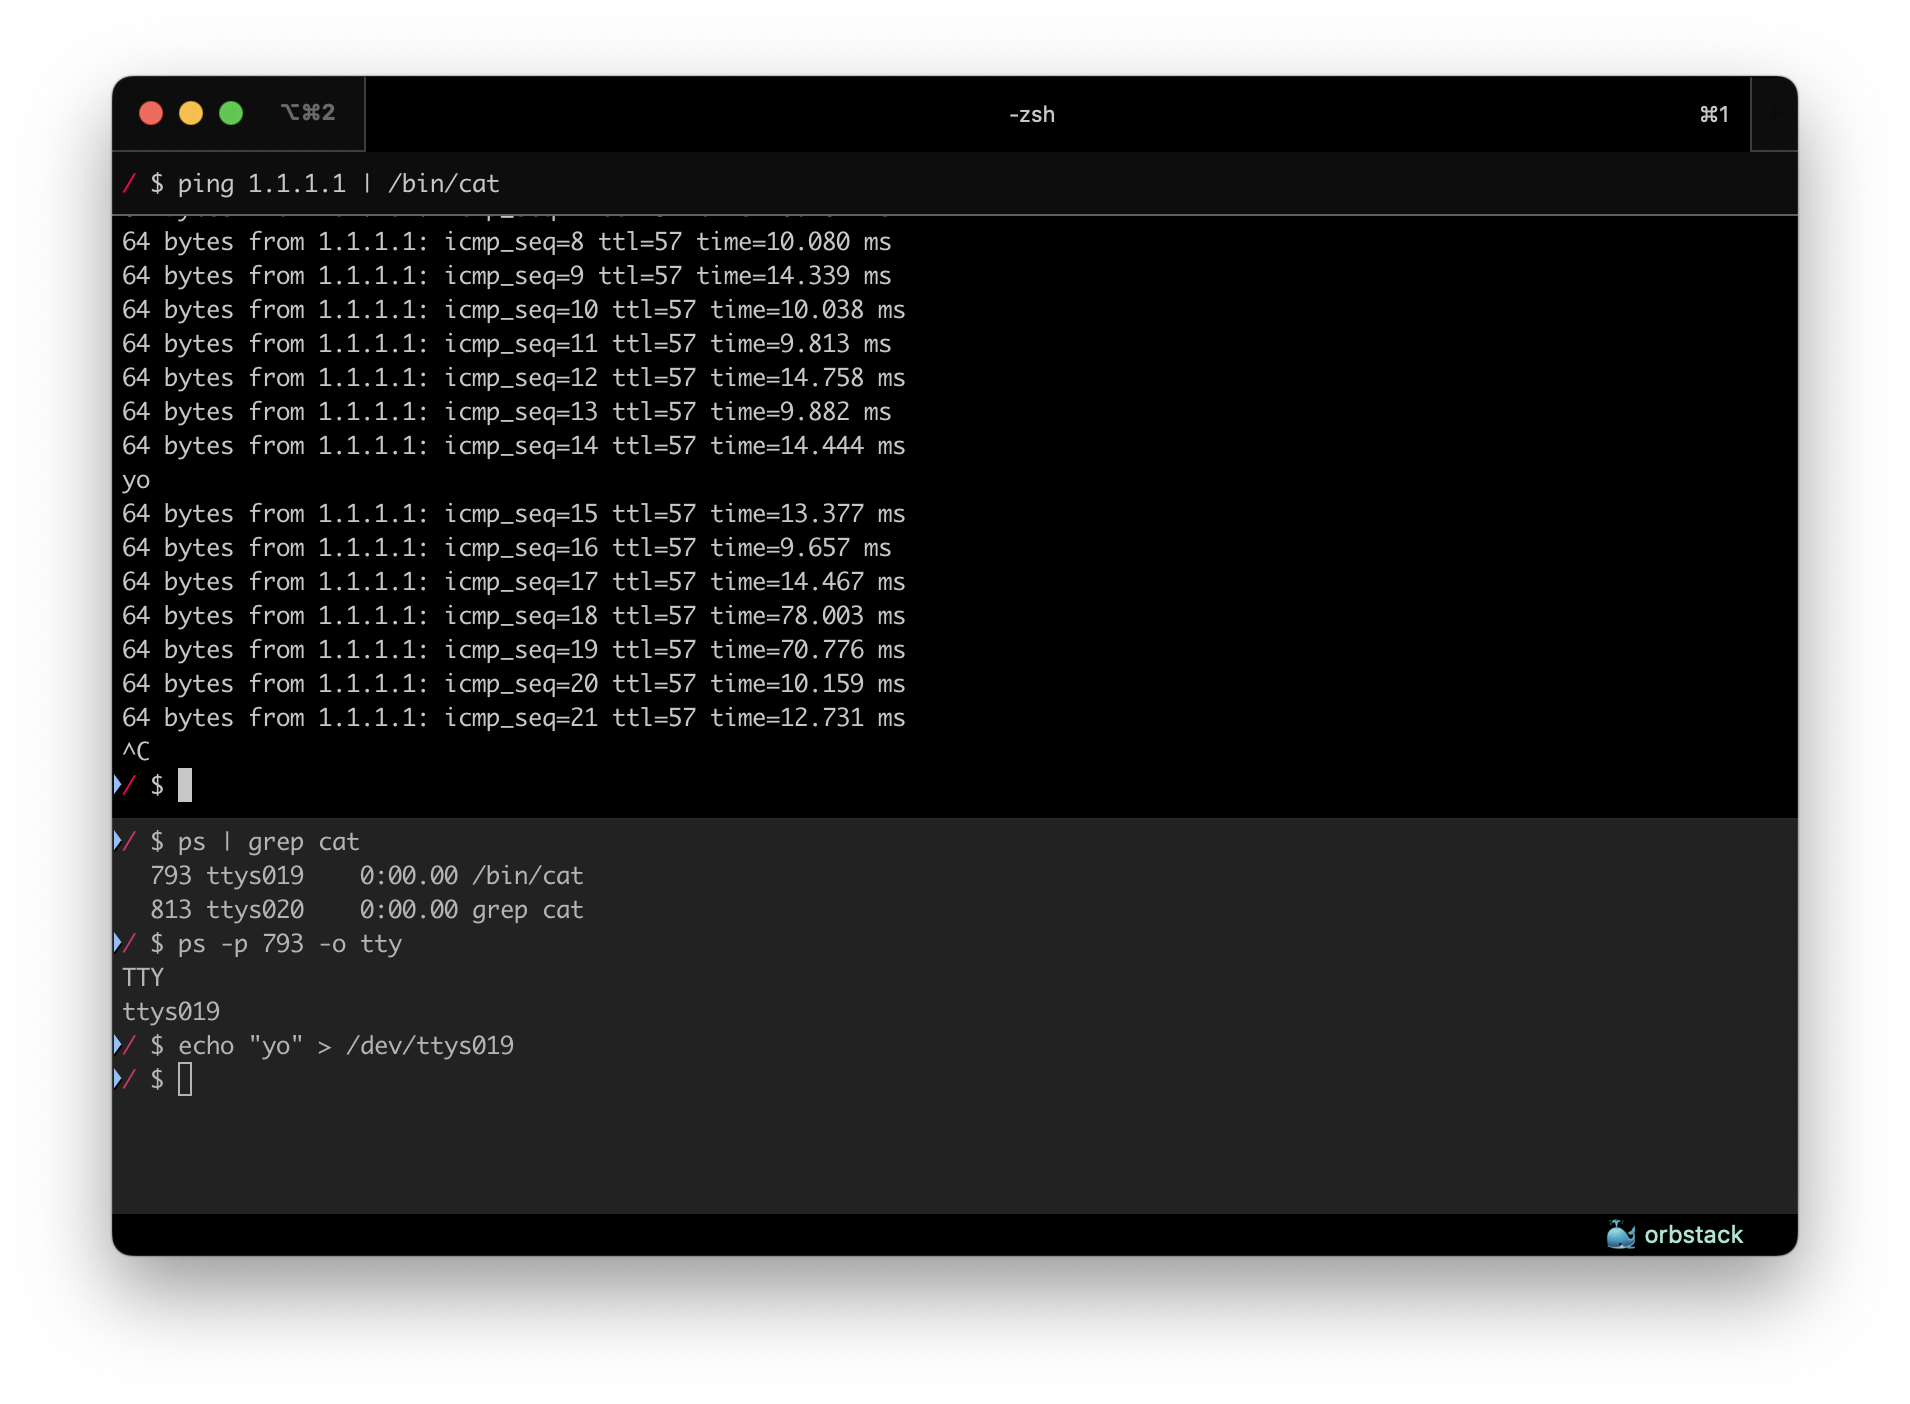 ⌥⌘2
-zsh
⌘1
/ $ ping 1.1.1.1 | /bin/cat
64 bytes from 1.1.1.1: icmp_seq=8 ttl=57 time=10.080 ms
64 bytes from 1.1.1.1: icmp_seq=9 ttl=57 time=14.339 ms
64 bytes from 1.1.1.1: icmp_seq=10 ttl=57 time=10.038 ms
64 bytes from 1.1.1.1: icmp_seq=11 ttl=57 time=9.813 ms
64 bytes from 1.1.1.1: icmp_seq=12 ttl=57 time=14.758 ms
64 bytes from 1.1.1.1: icmp_seq=13 ttl=57 time=9.882 ms
64 bytes from 1.1.1.1: icmp_seq=14 ttl=57 time=14.444 ms
yo
64 bytes from 1.1.1.1: icmp_seq=15 ttl=57 time=13.377 ms
64 bytes from 1.1.1.1: icmp_seq=16 ttl=57 time=9.657 ms
64 bytes from 1.1.1.1: icmp_seq=17 ttl=57 time=14.467 ms
64 bytes from 1.1.1.1: icmp_seq=18 ttl=57 time=78.003 ms
64 bytes from 1.1.1.1: icmp_seq=19 ttl=57 time=70.776 ms
64 bytes from 1.1.1.1: icmp_seq=20 ttl=57 time=10.159 ms
64 bytes from 1.1.1.1: icmp_seq=21 ttl=57 time=12.731 ms
^C
/ $
/ $ ps | grep cat
793 ttys019    0:00.00 /bin/cat
813 ttys020    0:00.00 grep cat
/ $ ps -p 793 -o tty
TTY
ttys019
/ $ echo "yo" > /dev/ttys019
/ $
orbstack